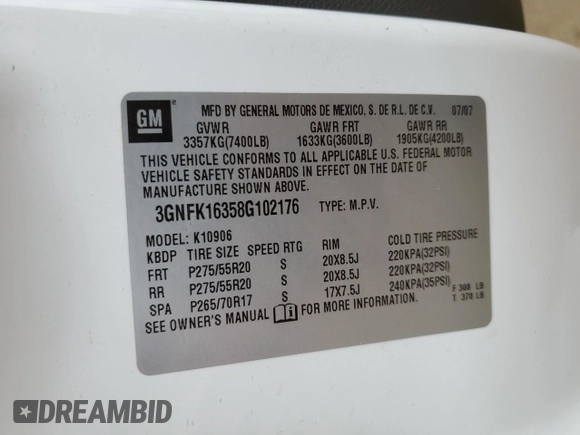 GM
MFD BY GENERAL MOTORS DE MEXICO, S. DE R.L. DE C.V. 07/07
GVWR GAWR FRT GAWR RR
3357KG(7400LB) 1633KG(3600LB) 1905KG(4200LB)
THIS VEHICLE CONFORMS TO ALL APPLICABLE U.S. FEDERAL MOTOR
VEHICLE SAFETY STANDARDS IN EFFECT ON THE DATE OF
MANUFACTURE SHOWN ABOVE.
3GNFK16358G102176 TYPE: M.P.V.
MODEL: K10906
KBDP TIRE SIZE SPEED RTG RIM COLD TIRE PRESSURE
FRT P275/55R20 S 20X8.5J 220KPA(32PSI)
RR P275/55R20 S 20X8.5J 220KPA(32PSI)
SPA P265/70R17 S 17X7.5J 240KPA(35PSI) F 300 LB
SEE OWNER'S MANUAL FOR MORE INFORMATION. T 370 LB
DREAMBID